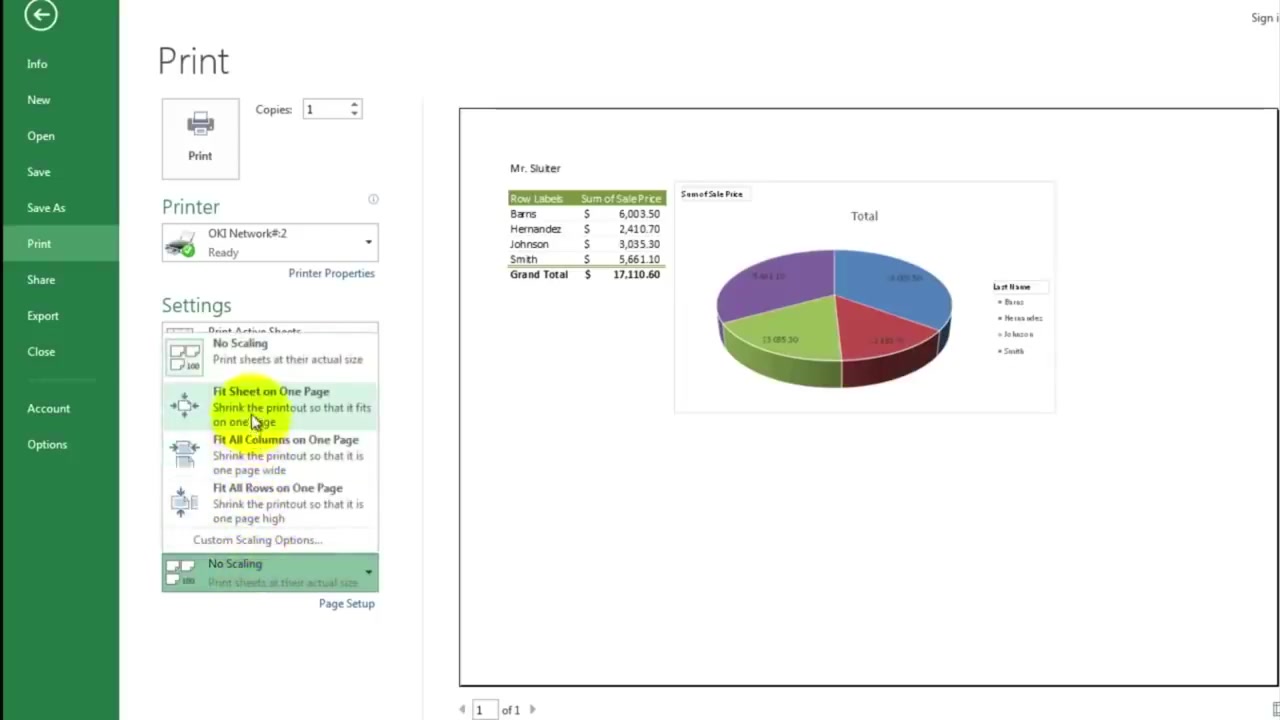 Sign i
Info
New
Open
Save
Save As
Print
Share
Export
Close
Account
Options
Print
Print
Copies: 1
Printer
OKI Network#:2
Ready
Printer Properties
Settings
Print Active Sheets
No Scaling
Print sheets at their actual size
Fit Sheet on One Page
Shrink the printout so that it fits
on one page
Fit All Columns on One Page
Shrink the printout so that it is
one page wide
Fit All Rows on One Page
Shrink the printout so that it is
one page high
Custom Scaling Options...
No Scaling
Print sheets at their actual size
100
100
Page Setup
Mr. Sluiter
Row Labels Sum of Sale Price
Barns $ 6,003.50
Hernandez $ 2,410.70
Johnson $ 3,035.30
Smith $ 5,661.10
Grand Total $ 17,110.60
Sum of Sale Price
Total
Last Name
Barns
Hernandez
Johnson
Smith
1 of 1